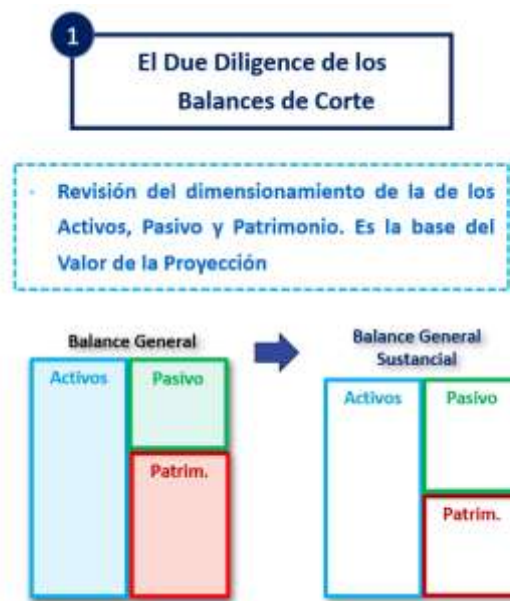 1
El Due Diligence de los
Balances de Corte
· Revisión del dimensionamiento de la de los
Activos, Pasivo y Patrimonio. Es la base del
Valor de la Proyección
Balance General
Activos
Pasivo
Patrim.
Balance General
Sustancial
Activos
Pasivo
Patrim.